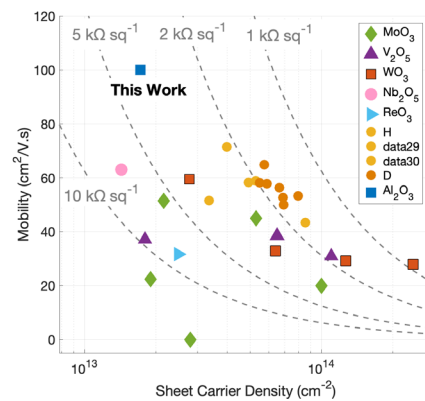 5 kΩ sq⁻¹ 2 kΩ sq⁻¹ 1 kΩ sq⁻¹
This Work
10 kΩ sq⁻¹
MoO₃
V₂O₅
WO₃
Nb₂O₅
ReO₃
H
data29
data30
D
Al₂O₃
Mobility (cm²/V.s)
120
100
80
60
40
20
0
10¹³ 10¹⁴
Sheet Carrier Density (cm⁻²)